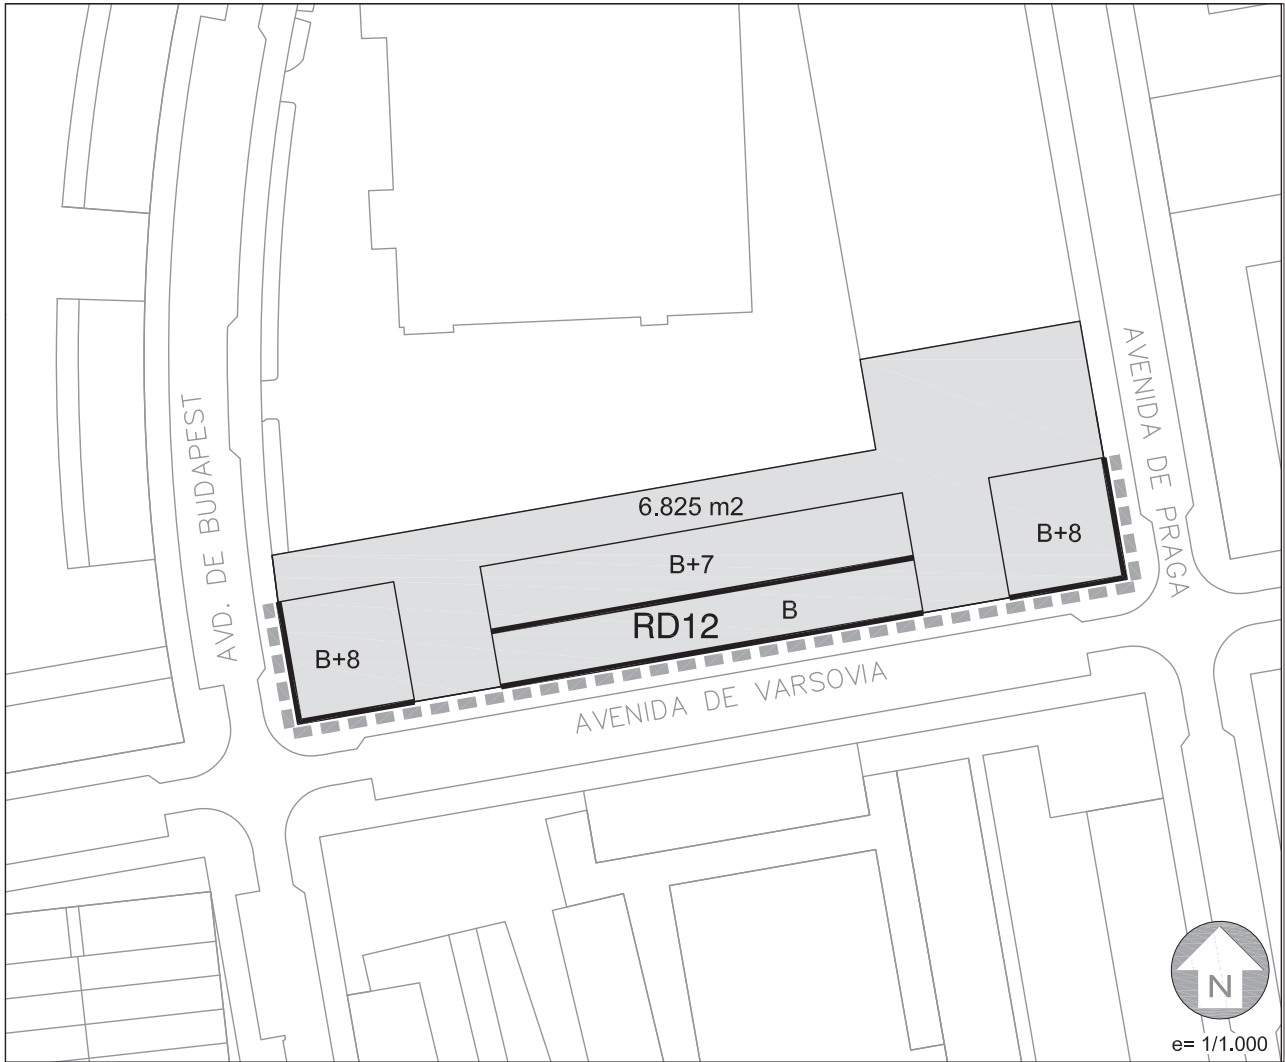 AVD. DE BUDAPEST
AVENIDA DE PRAGA
6.825 m2
B+8
B+7
B
RD12
B+8
AVENIDA DE VARSOVIA
N
e= 1/1.000